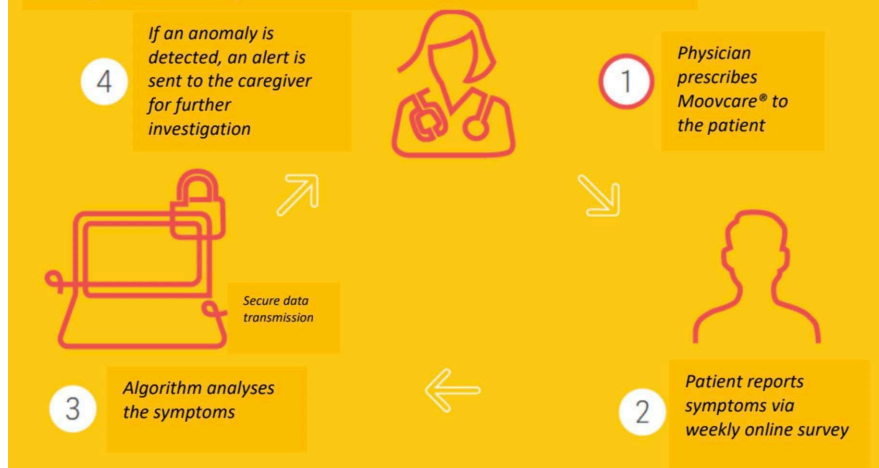 1
Physician
prescribes
Moovcare® to
the patient
2
Patient reports
symptoms via
weekly online survey
3
Algorithm analyses
the symptoms
Secure data
transmission
4
If an anomaly is
detected, an alert is
sent to the caregiver
for further
investigation